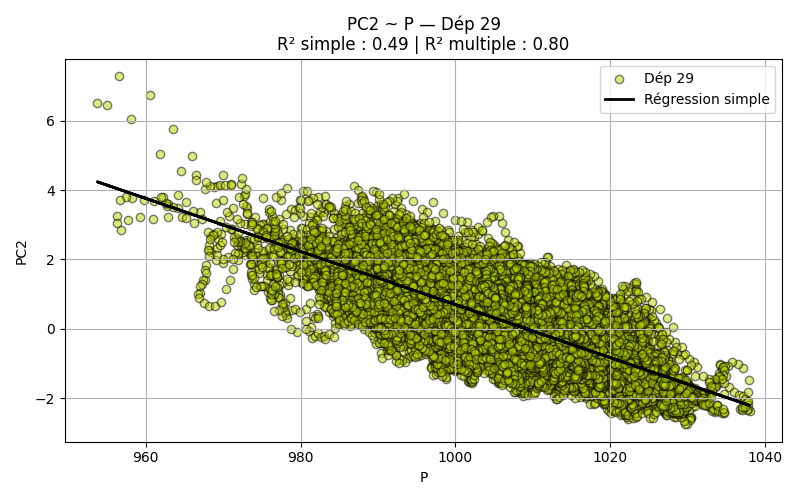 PC2 ~ P — Dép 29
R² simple : 0.49 | R² multiple : 0.80
Dép 29
Régression simple
PC2
6
4
2
0
−2
960
980
1000
1020
1040
P